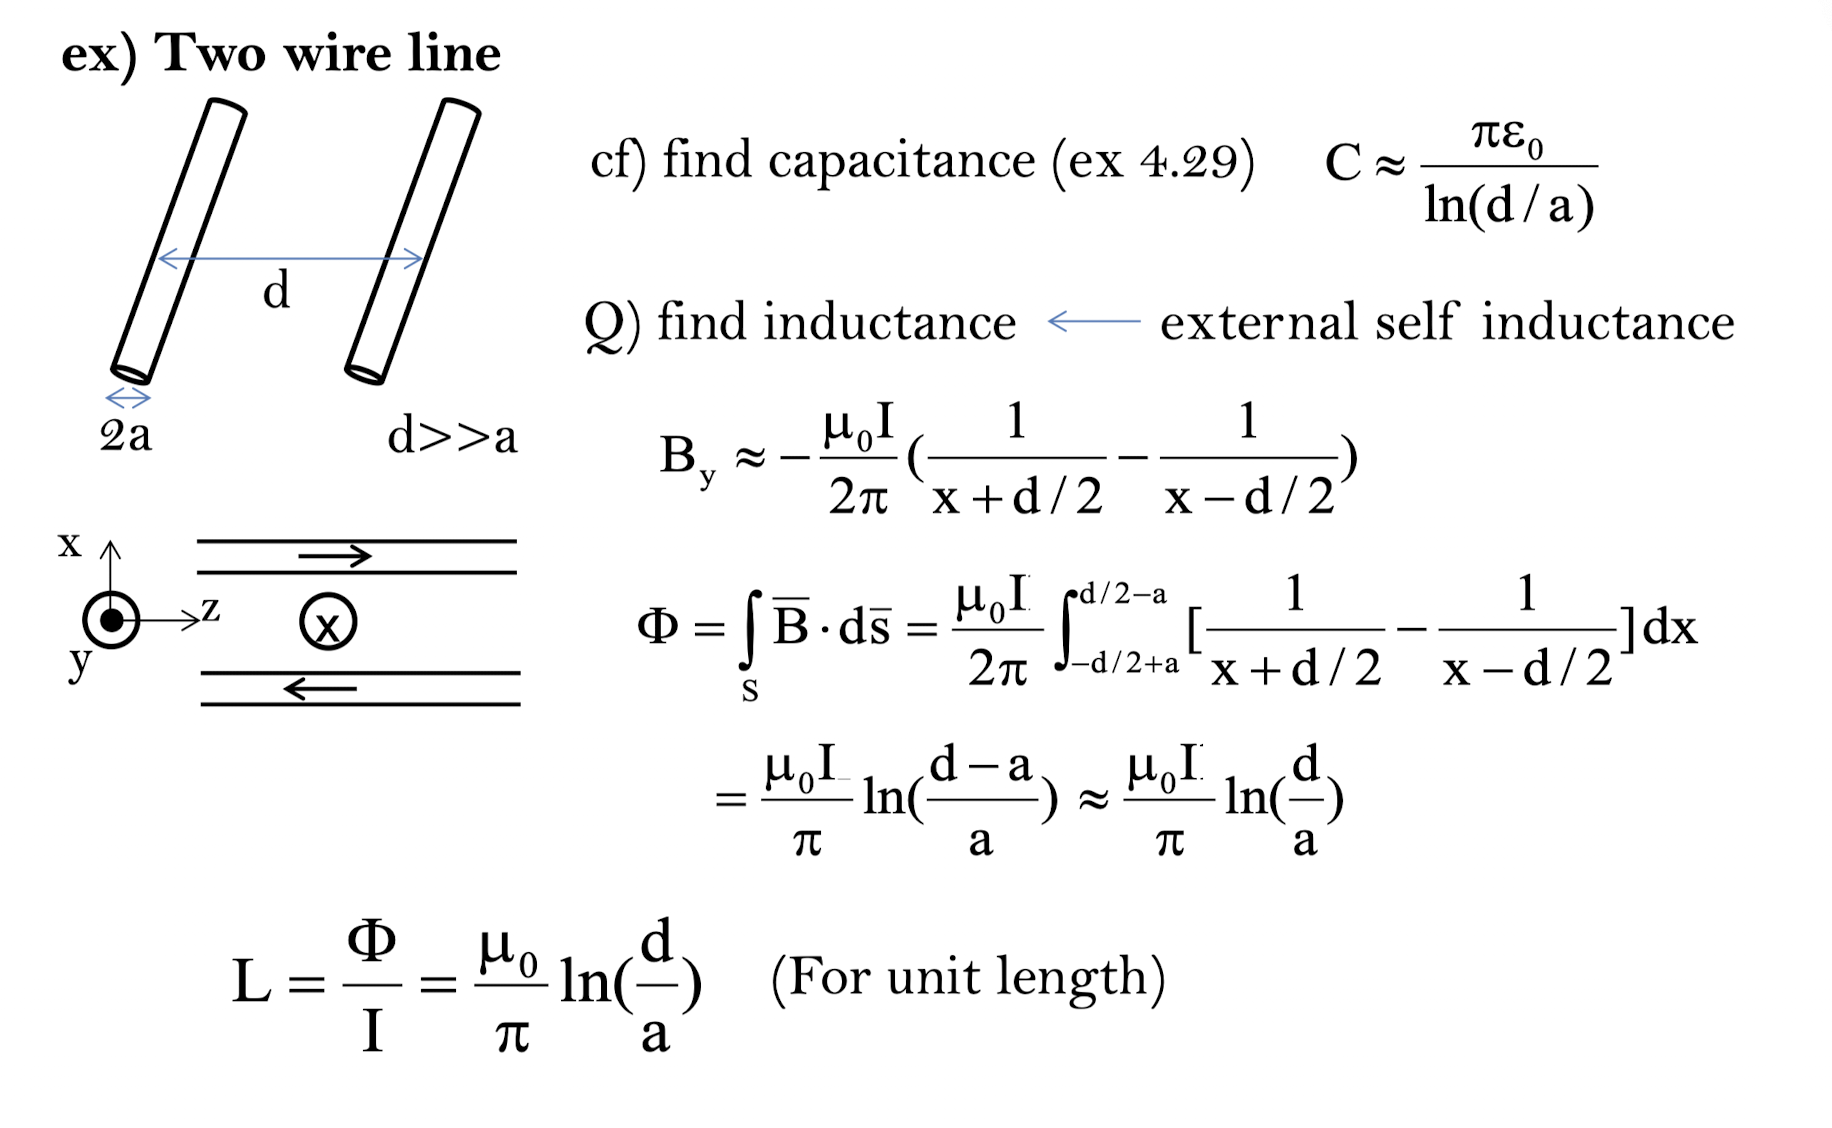 ex) Two wire line
cf) find capacitance (ex 4.29) C ≈ πε₀ / ln(d/a)
d
Q) find inductance ← external self inductance
2a
d>>a
B_y ≈ −μ₀I/2π (1/(x+d/2) − 1/(x−d/2))
x
z
x
y
Φ = ∫_S B̅·ds̅ = μ₀I/2π ∫_{−d/2+a}^{d/2−a} [1/(x+d/2) − 1/(x−d/2)]dx
= μ₀I/π ln((d−a)/a) ≈ μ₀I/π ln(d/a)
L = Φ/I = μ₀/π ln(d/a) (For unit length)